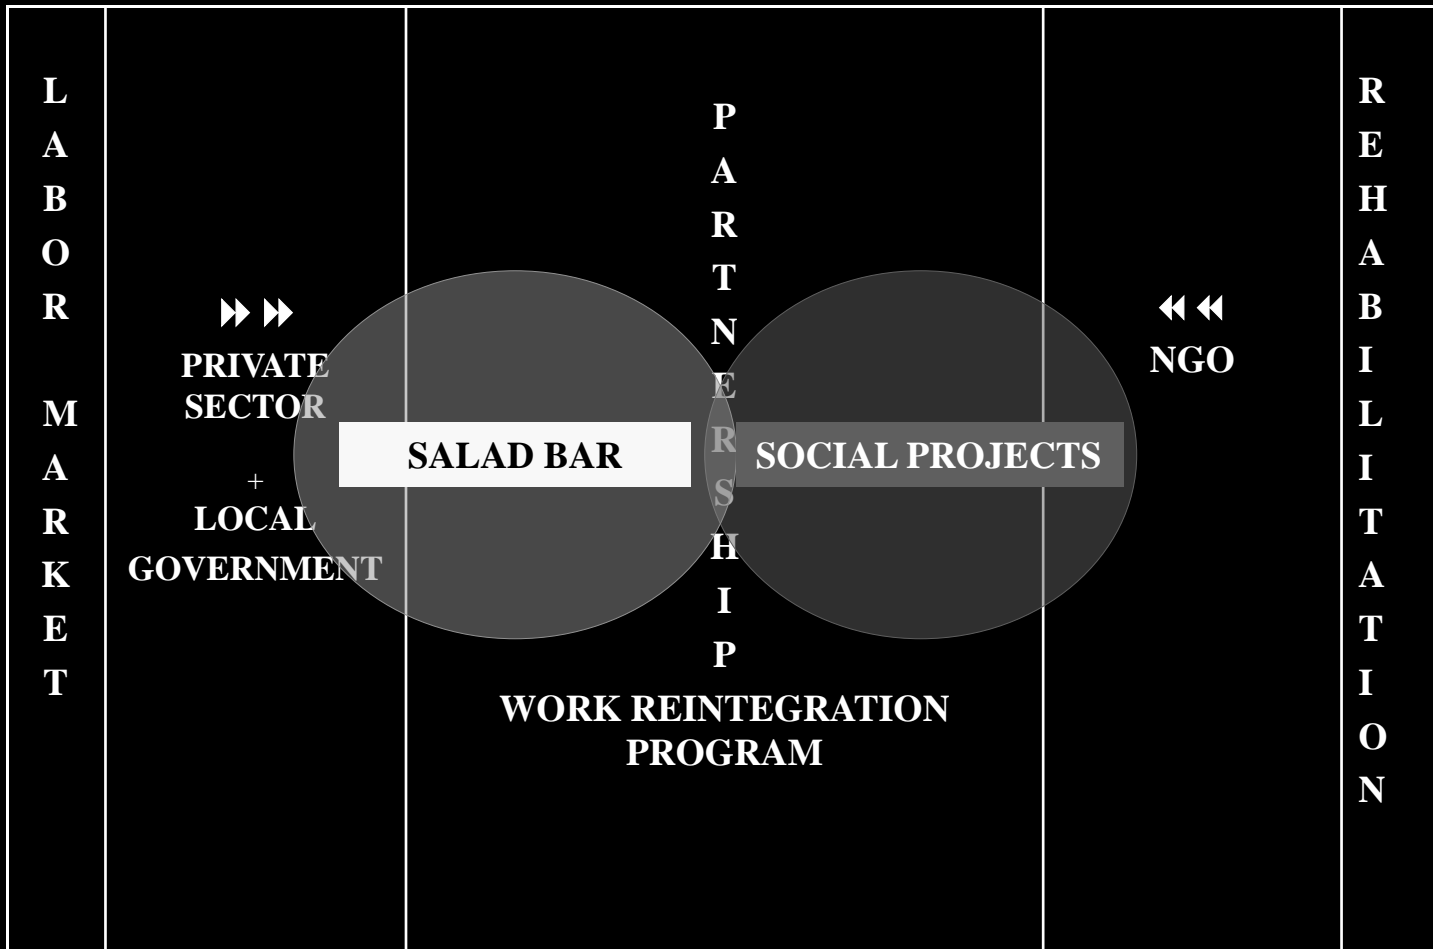 LABOR MARKET
PRIVATE
SECTOR
+
LOCAL
GOVERNMENT
SALAD BAR
PARTNERSHIP
SOCIAL PROJECTS
WORK REINTEGRATION
PROGRAM
NGO
REHABILITATION